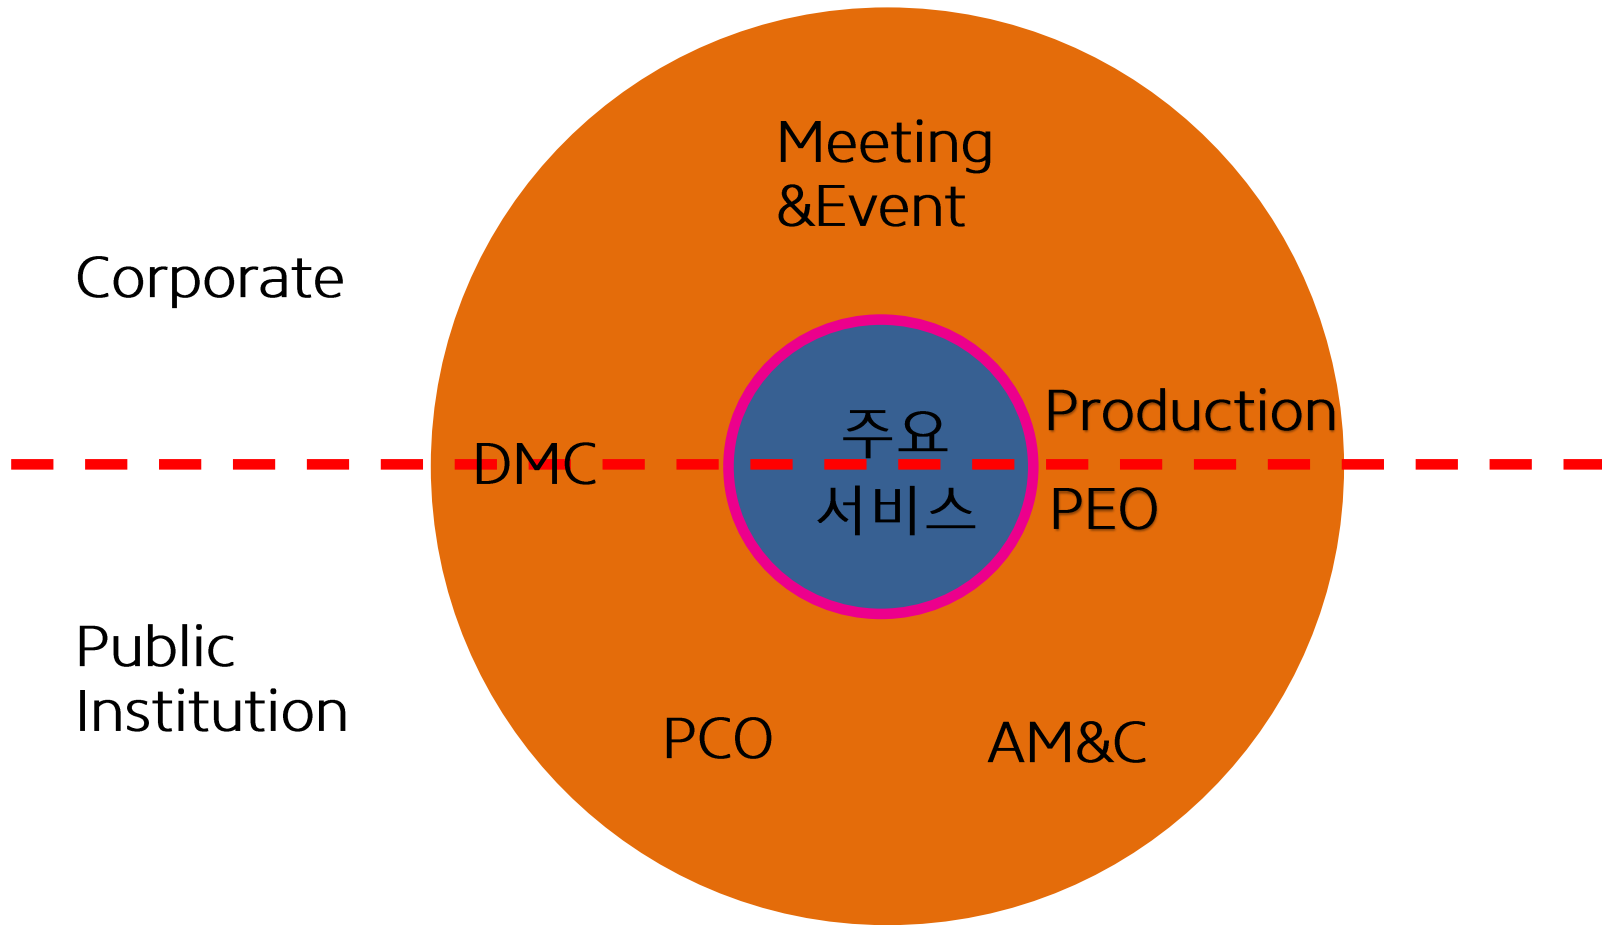 Meeting
&Event
Corporate
Production
주요
DMC
서비스
PEO
Public
Institution
PCO
AM&C